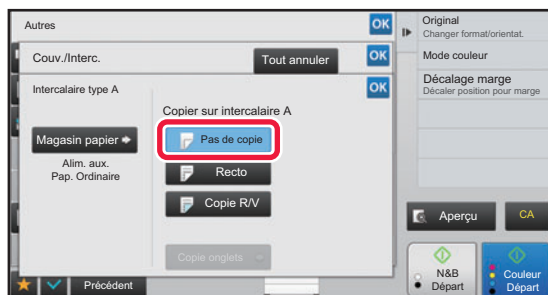 Autres
OK
Couv./Interc.
Tout annuler
OK
Intercalaire type A
OK
Copier sur intercalaire A
Magasin papier
Alim. aux.
Pap. Ordinaire
Pas de copie
Recto
Copie R/V
Copie onglets
Précédent
Original
Changer format/orientat.
Mode couleur
Décalage marge
Décaler position pour marge
Aperçu
CA
N&B
Départ
Couleur
Départ